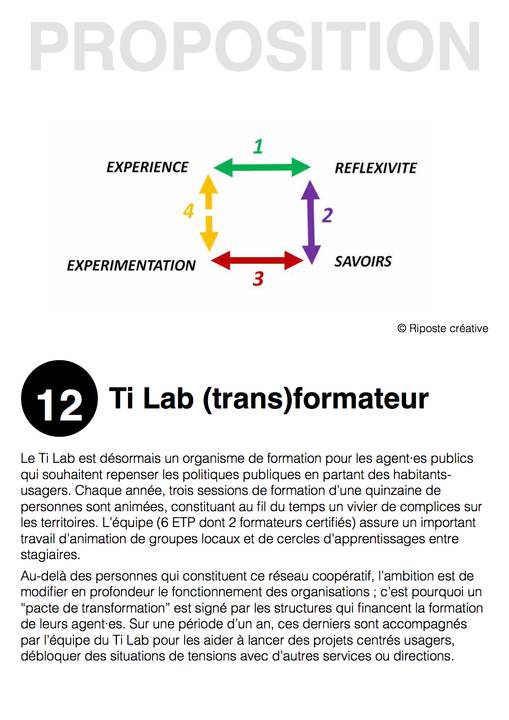 PROPOSITION
1
EXPERIENCE
REFLEXIVITE
4
2
EXPERIMENTATION
SAVOIRS
3
© Riposte créative
12
Ti Lab (trans)formateur
Le Ti Lab est désormais un organisme de formation pour les agent·es publics
qui souhaitent repenser les politiques publiques en partant des habitants-
usagers. Chaque année, trois sessions de formation d'une quinzaine de
personnes sont animées, constituant au fil du temps un vivier de complices sur
les territoires. L'équipe (6 ETP dont 2 formateurs certifiés) assure un important
travail d'animation de groupes locaux et de cercles d'apprentissages entre
stagiaires.
Au-delà des personnes qui constituent ce réseau coopératif, l'ambition est de
modifier en profondeur le fonctionnement des organisations ; c'est pourquoi un
“pacte de transformation” est signé par les structures qui financent la formation
de leurs agent·es. Sur une période d'un an, ces derniers sont accompagnés
par l'équipe du Ti Lab pour les aider à lancer des projets centrés usagers,
débloquer des situations de tensions avec d'autres services ou directions.